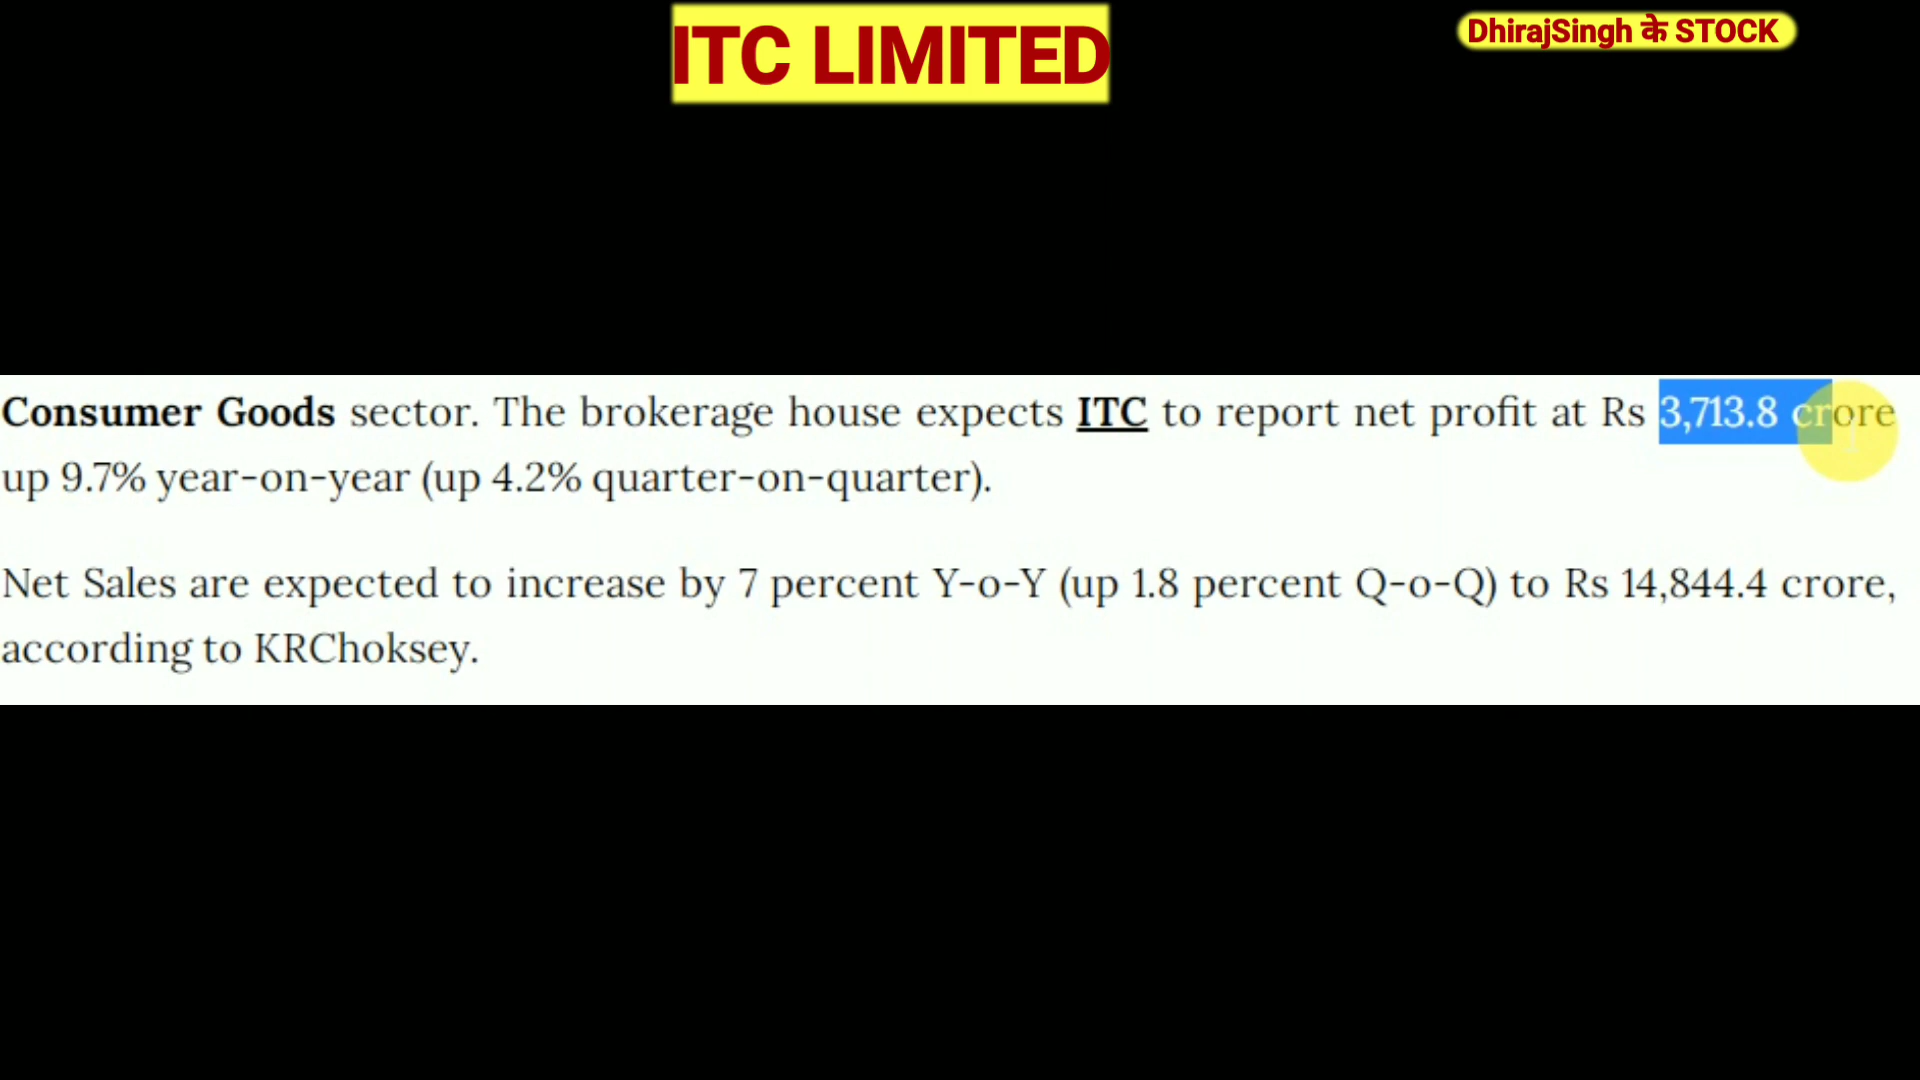 ITC LIMITED
DhirajSingh के STOCK
Consumer Goods sector. The brokerage house expects ITC to report net profit at Rs 3,713.8 crore
up 9.7% year-on-year (up 4.2% quarter-on-quarter).
Net Sales are expected to increase by 7 percent Y-o-Y (up 1.8 percent Q-o-Q) to Rs 14,844.4 crore,
according to KRChoksey.